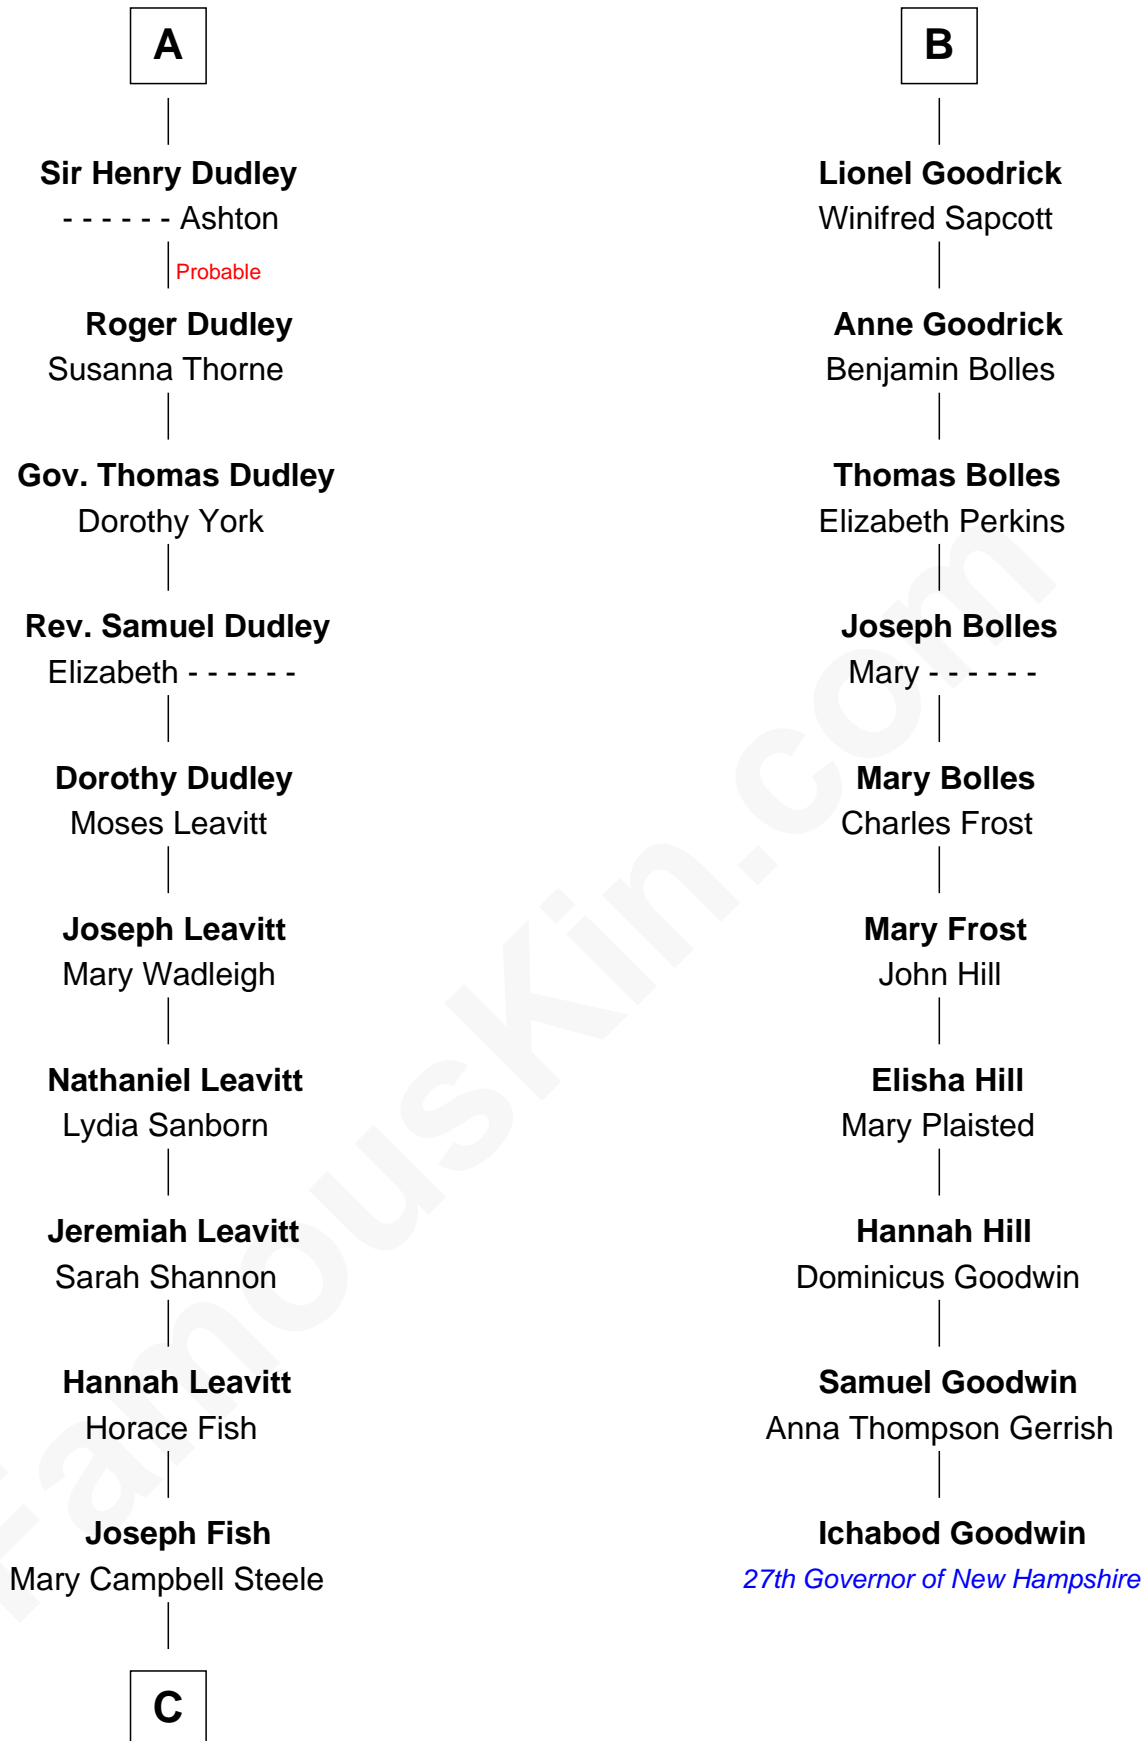 A
Sir Henry Dudley
- - - - - - Ashton
Probable
Roger Dudley
Susanna Thorne
Gov. Thomas Dudley
Dorothy York
Rev. Samuel Dudley
Elizabeth - - - - - -
Dorothy Dudley
Moses Leavitt
Joseph Leavitt
Mary Wadleigh
Nathaniel Leavitt
Lydia Sanborn
Jeremiah Leavitt
Sarah Shannon
Hannah Leavitt
Horace Fish
Joseph Fish
Mary Campbell Steele
C
B
Lionel Goodrick
Winifred Sapcott
Anne Goodrick
Benjamin Bolles
Thomas Bolles
Elizabeth Perkins
Joseph Bolles
Mary - - - - - -
Mary Bolles
Charles Frost
Mary Frost
John Hill
Elisha Hill
Mary Plaisted
Hannah Hill
Dominicus Goodwin
Samuel Goodwin
Anna Thompson Gerrish
Ichabod Goodwin
27th Governor of New Hampshire
FamousKin.com